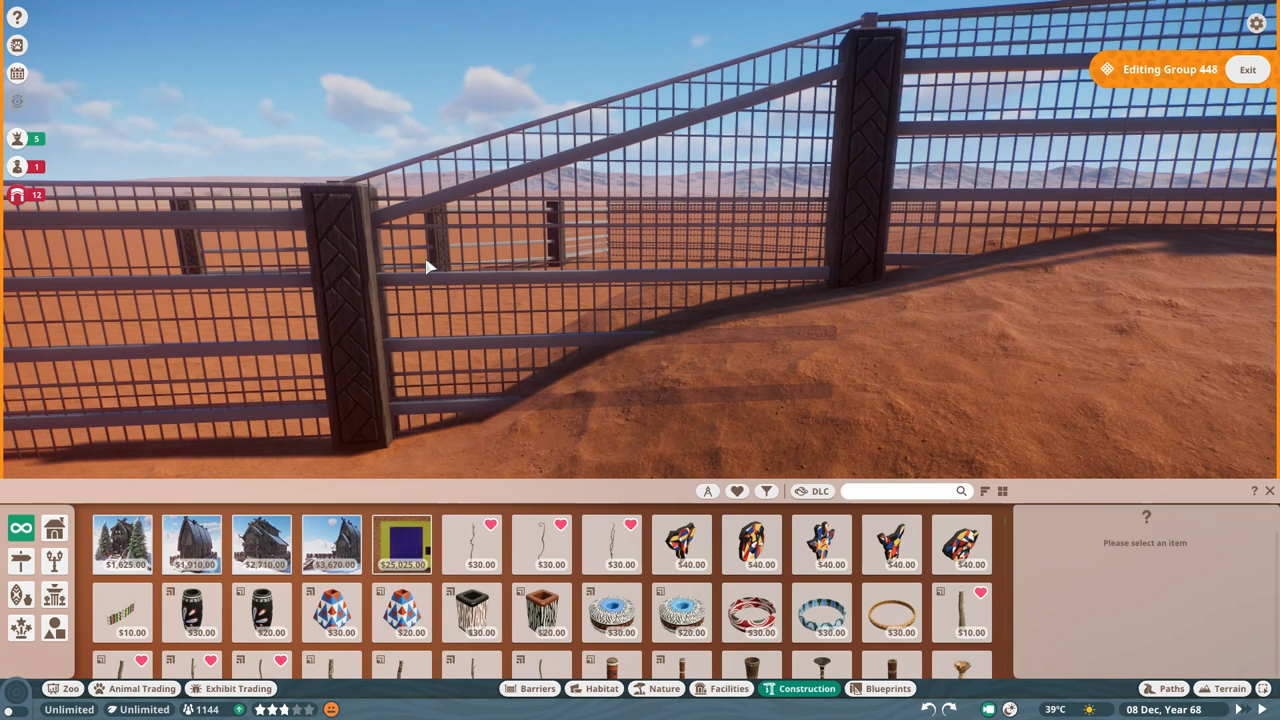 ?
Editing Group 448
Exit
5
1
12
DLC
?
$1,625.00
$1,910.00
$2,710.00
$3,670.00
$25,025.00
$30.00
$30.00
$30.00
$40.00
$40.00
$40.00
$40.00
$40.00
?
Please select an item
$10.00
$30.00
$20.00
$30.00
$20.00
$30.00
$20.00
$30.00
$20.00
$30.00
$30.00
$30.00
$10.00
Zoo
Animal Trading
Exhibit Trading
Barriers
Habitat
Nature
Facilities
Construction
Blueprints
Paths
Terrain
Unlimited
Unlimited
1144
39°C
08 Dec, Year 68